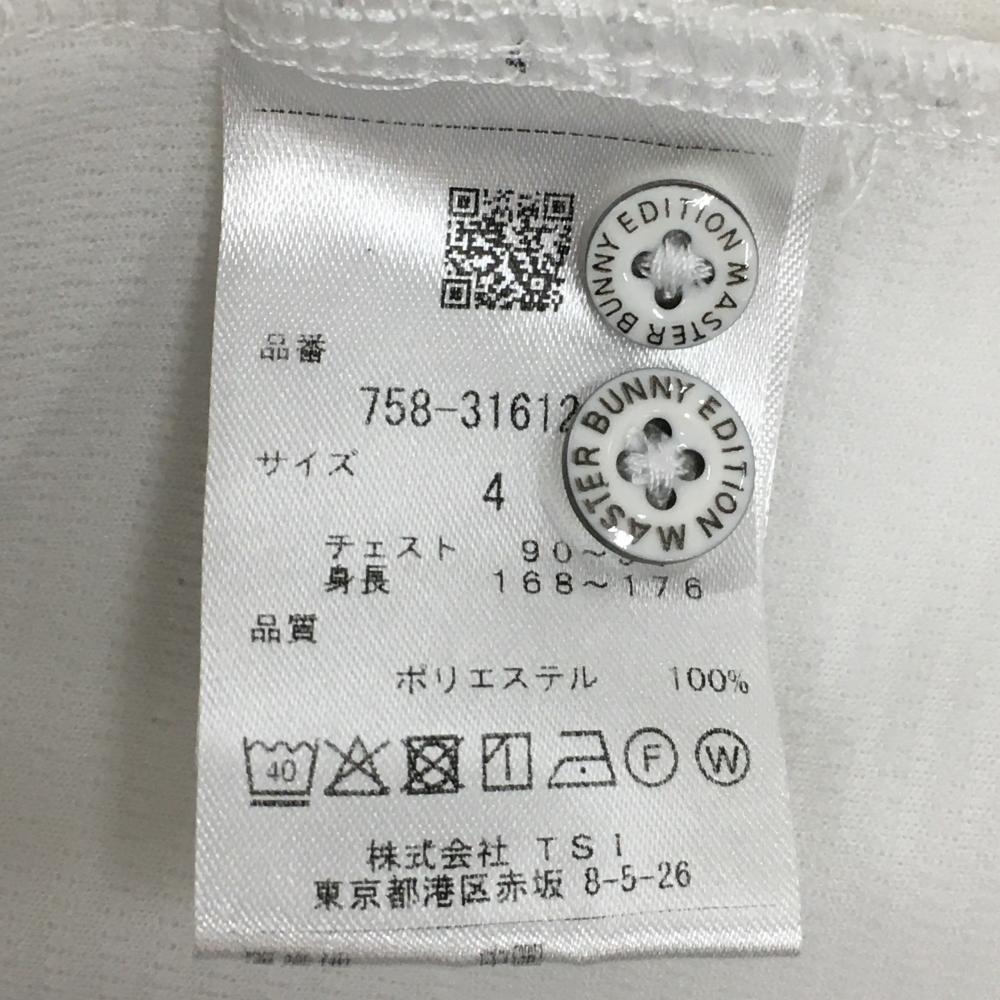 品番
758-31612
サイズ
4
チェスト 90~
身長 168~176
品質
ポリエステル 100%
40
F
W
株式会社 TSI
東京都港区赤坂 8-5-26
MASTER BUNNY EDITION
MASTER BUNNY EDITION